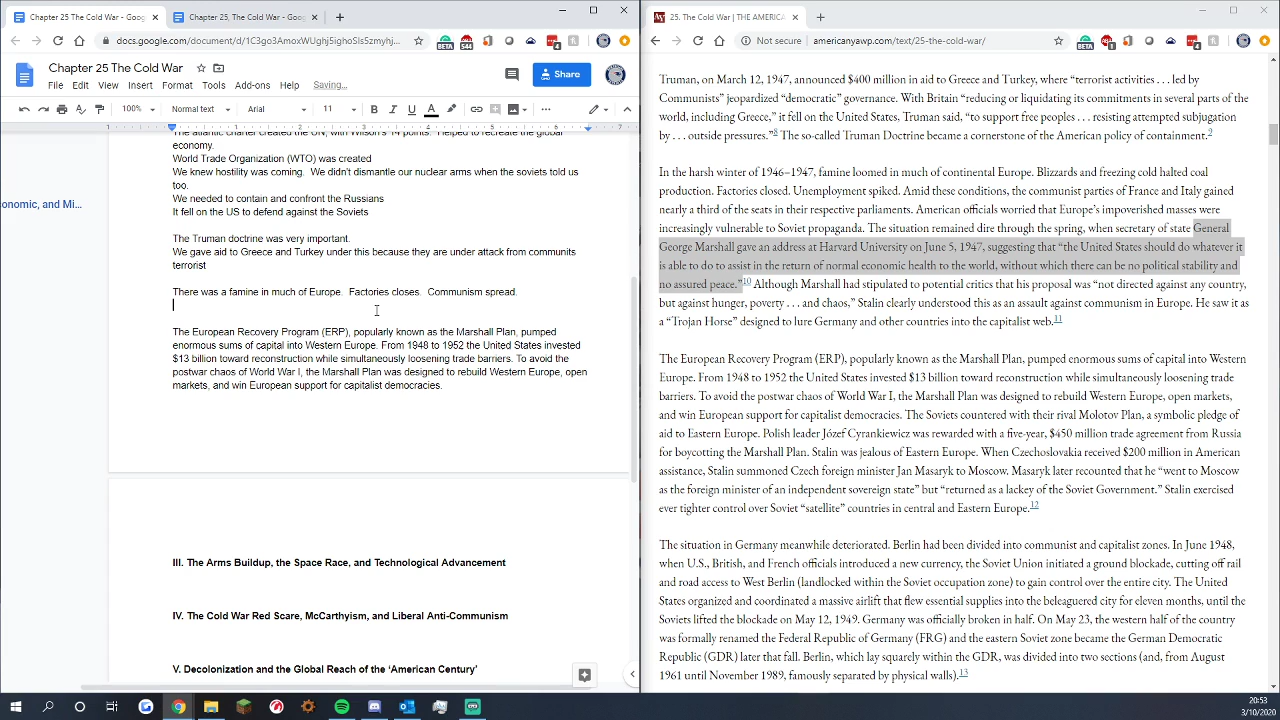 Chapter 25 The Cold War - Goo
Chapter 25, The Cold War - Goog
docs.google.com/document/d/1C3go3AmoxWUghj5ighoSIs5zmyhj...
Chapter 25 The Cold War
File Edit View Insert Format Tools Add-ons Help Saving...
Share
100% Normal text Arial 11
1 1 2 3 4 5 6 7
economy.
World Trade Organization (WTO) was created
We knew hostility was coming. We didn't dismantle our nuclear arms when the soviets told us
too.
We needed to contain and confront the Russians
It fell on the US to defend against the Soviets
onomic, and Mi...
The Truman doctrine was very important.
We gave aid to Greece and Turkey under this because they are under attack from communits
terrorist
There was a famine in much of Europe. Factories closes. Communism spread.
The European Recovery Program (ERP), popularly known as the Marshall Plan, pumped
enormous sums of capital into Western Europe. From 1948 to 1952 the United States invested
$13 billion toward reconstruction while simultaneously loosening trade barriers. To avoid the
postwar chaos of World War I, the Marshall Plan was designed to rebuild Western Europe, open
markets, and win European support for capitalist democracies.
III. The Arms Buildup, the Space Race, and Technological Advancement
IV. The Cold War Red Scare, McCarthyism, and Liberal Anti-Communism
V. Decolonization and the Global Reach of the 'American Century'
25. The Cold War | THE AMERICA
Not secure americanyawp.com/text/25-the-cold-war/
Truman, on March 12, 1947, announced $400 million in aid to Greece and Turkey, where “terrorist activities . . . led by
Communists” jeopardized “democratic” governance. With Britain “reducing or liquidating its commitments in several parts of the
world, including Greece,” it fell on the United States, Truman said, “to support free peoples . . . resisting attempted subjugation
by . . . outside pressures.”8 The so-called Truman Doctrine became a cornerstone of the American policy of containment.9
In the harsh winter of 1946–1947, famine loomed in much of continental Europe. Blizzards and freezing cold halted coal
production. Factories closed. Unemployment spiked. Amid these conditions, the communist parties of France and Italy gained
nearly a third of the seats in their respective parliaments. American officials worried that Europe’s impoverished masses were
increasingly vulnerable to Soviet propaganda. The situation remained dire through the spring, when secretary of state General
George Marshall gave an address at Harvard University on June 5, 1947, suggesting that “the United States should do whatever it
is able to do to assist in the return of normal economic health to the world, without which there can be no political stability and
no assured peace.”10 Although Marshall had stipulated to potential critics that his proposal was “not directed against any country,
but against hunger, poverty . . . and chaos,” Stalin clearly understood this as an assault against communism in Europe. He saw it as
a “Trojan Horse” designed to lure Germany and other countries into the capitalist web.11
The European Recovery Program (ERP), popularly known as the Marshall Plan, pumped enormous sums of capital into Western
Europe. From 1948 to 1952 the United States invested $13 billion toward reconstruction while simultaneously loosening trade
barriers. To avoid the postwar chaos of World War I, the Marshall Plan was designed to rebuild Western Europe, open markets,
and win European support for capitalist democracies. The Soviets countered with their rival Molotov Plan, a symbolic pledge of
aid to Eastern Europe. Polish leader Józef Cyrankiewicz was rewarded with a five-year, $450 million trade agreement from Russia
for boycotting the Marshall Plan. Stalin was jealous of Eastern Europe. When Czechoslovakia received $200 million in American
assistance, Stalin summoned Czech foreign minister Jan Masaryk to Moscow. Masaryk later recounted that he “went to Moscow
as the foreign minister of an independent sovereign state” but “returned as a lackey of the Soviet Government.” Stalin exercised
ever tighter control over Soviet “satellite” countries in central and Eastern Europe.12
The situation in Germany meanwhile deteriorated. Berlin had been divided into communist and capitalist zones. In June 1948,
when U.S., British, and French officials introduced a new currency, the Soviet Union initiated a ground blockade, cutting off rail
and road access to West Berlin (landlocked within the Soviet occupation zone) to gain control over the entire city. The United
States organized and coordinated a massive airlift that flew essential supplies into the beleaguered city for eleven months, until the
Soviets lifted the blockade on May 12, 1949. Germany was officially broken in half. On May 23, the western half of the country
was formally renamed the Federal Republic of Germany (FRG) and the eastern Soviet zone became the German Democratic
Republic (GDR) later that fall. Berlin, which lay squarely within the GDR, was divided into two sections (and, from August
1961 until November 1989, famously separated by physical walls).13
20:53
3/10/2020